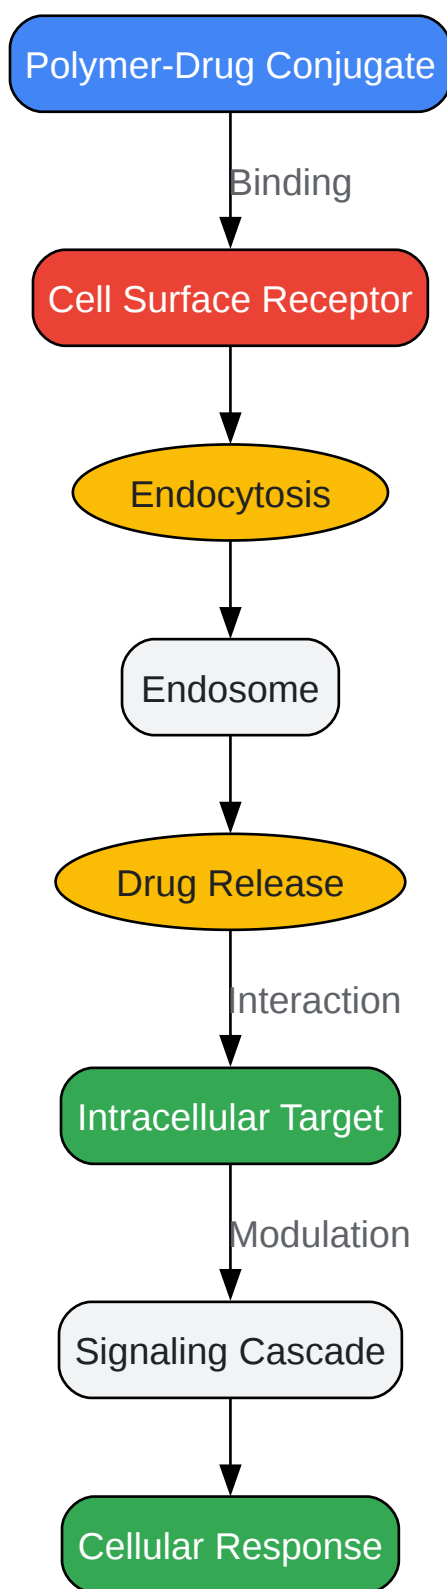 Polymer-Drug Conjugate
Binding
Cell Surface Receptor
Endocytosis
Endosome
Drug Release
Interaction
Intracellular Target
Modulation
Signaling Cascade
Cellular Response